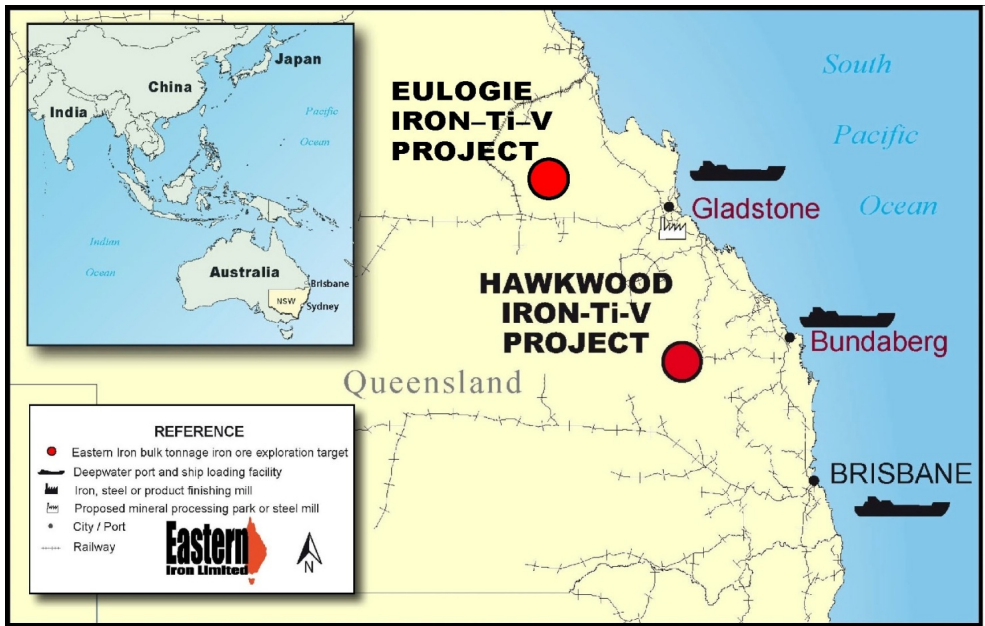 Japan
China
India
Pacific
Ocean
Indian
Ocean
Australia
Brisbane
NSW
Sydney
EULOGIE
IRON–Ti–V
PROJECT
South
Pacific
Ocean
Gladstone
HAWKWOOD
IRON-Ti-V
PROJECT
Bundaberg
Queensland
BRISBANE
REFERENCE
Eastern Iron bulk tonnage iron ore exploration target
Deepwater port and ship loading facility
Iron, steel or product finishing mill
Proposed mineral processing park or steel mill
City / Port
Railway
Eastern
Iron Limited
N